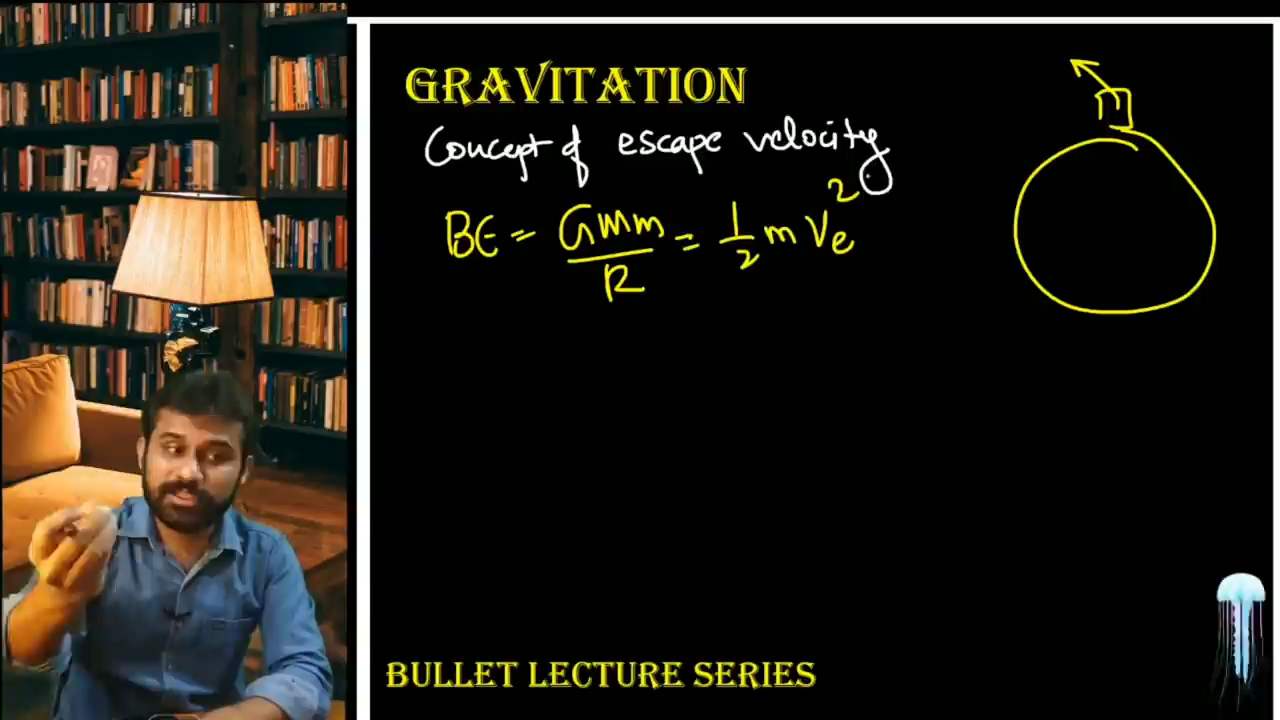 GRAVITATION
Concept of escape velocity
BE = GMm/R = 1/2 m Ve²
m
BULLET LECTURE SERIES